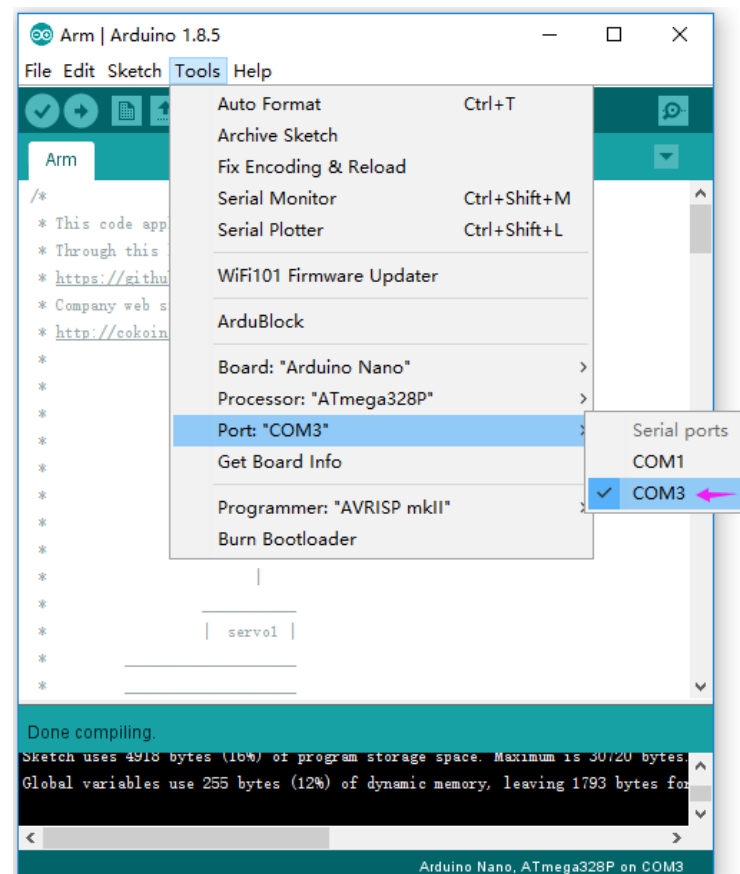 Arm | Arduino 1.8.5
File Edit Sketch Tools Help
Auto Format Ctrl+T
Archive Sketch
Fix Encoding & Reload
Serial Monitor Ctrl+Shift+M
Serial Plotter Ctrl+Shift+L
WiFi101 Firmware Updater
ArduBlock
Board: "Arduino Nano"
Processor: "ATmega328P"
Port: "COM3"
Get Board Info
Programmer: "AVRISP mkII"
Burn Bootloader
Serial ports
COM1
COM3
Arm
/*
* This code app
* Through this
* https://githu
* Company web s
* http://cokoin
*
*
*
*
*
*
*
*
* |
*
* | servo1 |
*
*
Done compiling.
Sketch uses 4918 bytes (16%) of program storage space. Maximum is 30720 bytes.
Global variables use 255 bytes (12%) of dynamic memory, leaving 1793 bytes for
Arduino Nano, ATmega328P on COM3